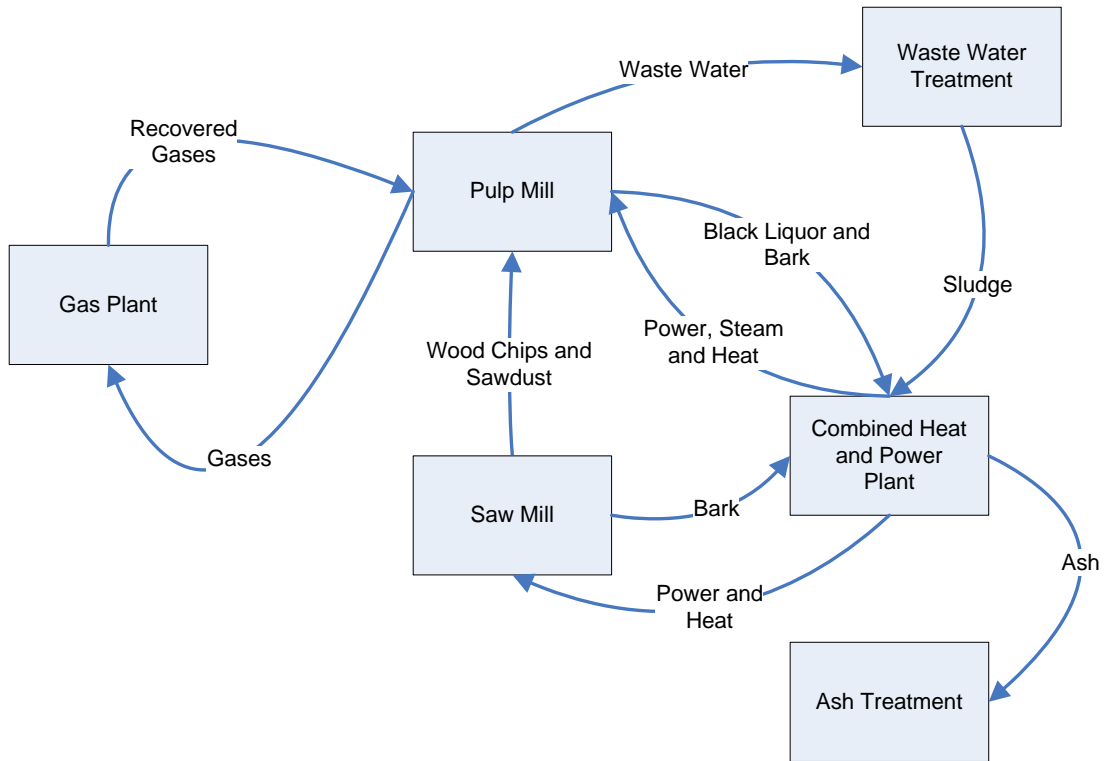 Waste Water
Treatment
Waste Water
Recovered
Gases
Pulp Mill
Black Liquor and
Bark
Gas Plant
Sludge
Power, Steam
and Heat
Wood Chips and
Sawdust
Combined Heat
and Power
Plant
Gases
Saw Mill
Bark
Ash
Power and
Heat
Ash Treatment